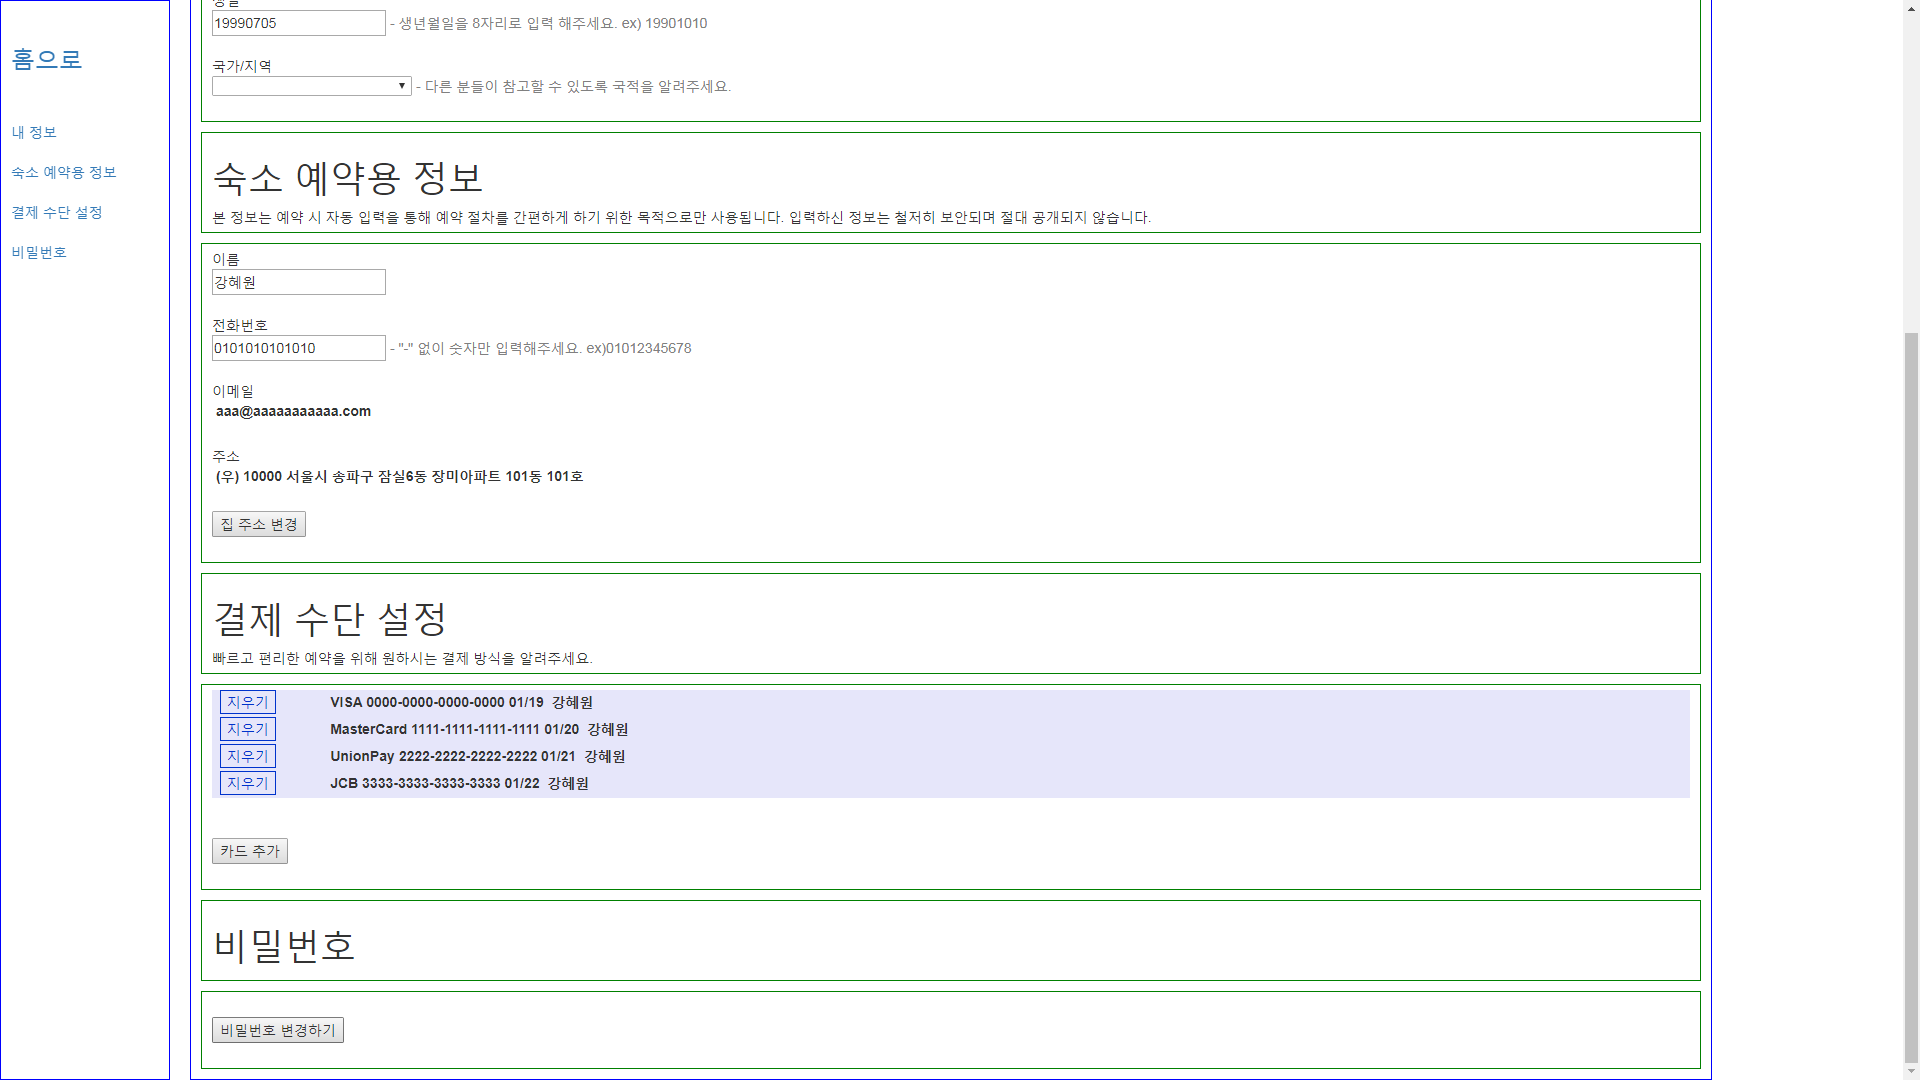 홈으로
내 정보
숙소 예약용 정보
결제 수단 설정
비밀번호
19990705 - 생년월일을 8자리로 입력 해주세요. ex) 19901010
국가/지역
- 다른 분들이 참고할 수 있도록 국적을 알려주세요.
숙소 예약용 정보
본 정보는 예약 시 자동 입력을 통해 예약 절차를 간편하게 하기 위한 목적으로만 사용됩니다. 입력하신 정보는 철저히 보안되며 절대 공개되지 않습니다.
이름
강혜원
전화번호
0101010101010 - "-" 없이 숫자만 입력해주세요. ex)01012345678
이메일
aaa@aaaaaaaaaaa.com
주소
(우) 10000 서울시 송파구 잠실6동 장미아파트 101동 101호
집 주소 변경
결제 수단 설정
빠르고 편리한 예약을 위해 원하시는 결제 방식을 알려주세요.
지우기 VISA 0000-0000-0000-0000 01/19 강혜원
지우기 MasterCard 1111-1111-1111-1111 01/20 강혜원
지우기 UnionPay 2222-2222-2222-2222 01/21 강혜원
지우기 JCB 3333-3333-3333-3333 01/22 강혜원
카드 추가
비밀번호
비밀번호 변경하기